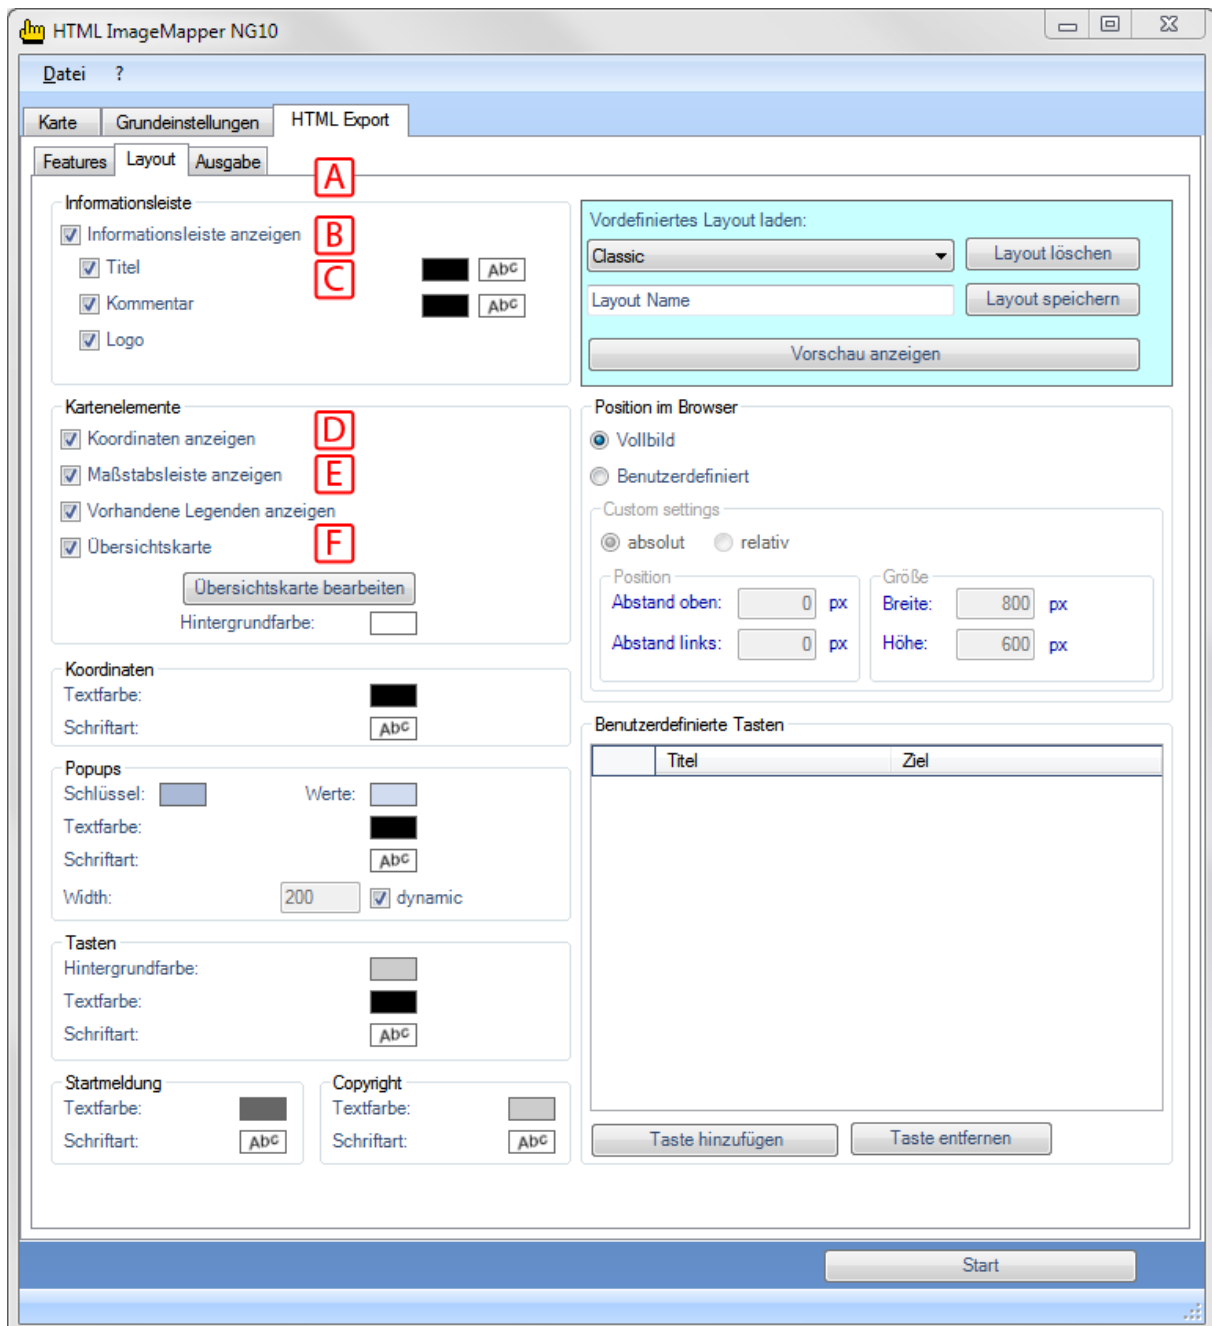 HTML ImageMapper NG10
Datei ?
Karte Grundeinstellungen HTML Export
Features Layout Ausgabe
A
Informationsleiste
Informationsleiste anzeigen B
Titel Abc C
Kommentar Abc
Logo
Vordefiniertes Layout laden:
Classic Layout löschen
Layout Name Layout speichern
Vorschau anzeigen
Kartenelemente
Koordinaten anzeigen D
Maßstabsleiste anzeigen E
Vorhandene Legenden anzeigen
Übersichtskarte F
Übersichtskarte bearbeiten
Hintergrundfarbe:
Position im Browser
Vollbild
Benutzerdefiniert
Custom settings
absolut relativ
Position
Abstand oben: 0 px
Abstand links: 0 px
Größe
Breite: 800 px
Höhe: 600 px
Koordinaten
Textfarbe:
Schriftart: Abc
Popups
Schlüssel: Werte:
Textfarbe:
Schriftart: Abc
Width: 200 dynamic
Tasten
Hintergrundfarbe:
Textfarbe:
Schriftart: Abc
Startmeldung
Textfarbe:
Schriftart: Abc
Copyright
Textfarbe:
Schriftart: Abc
Benutzerdefinierte Tasten
Titel Ziel
Taste hinzufügen Taste entfernen
Start